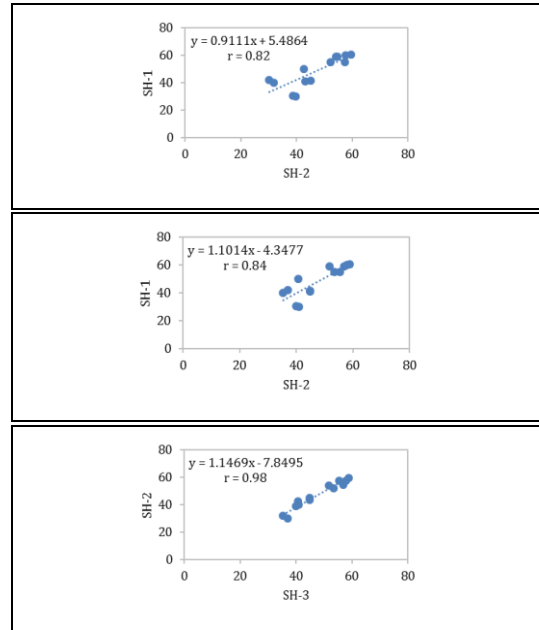 80
y = 0.9111x + 5.4864
r = 0.82
60
40
20
0
SH-1
0 20 40 60 80
SH-2
80
y = 1.1014x - 4.3477
r = 0.84
60
40
20
0
SH-1
0 20 40 60 80
SH-2
80
y = 1.1469x - 7.8495
r = 0.98
60
40
20
0
SH-2
0 20 40 60 80
SH-3